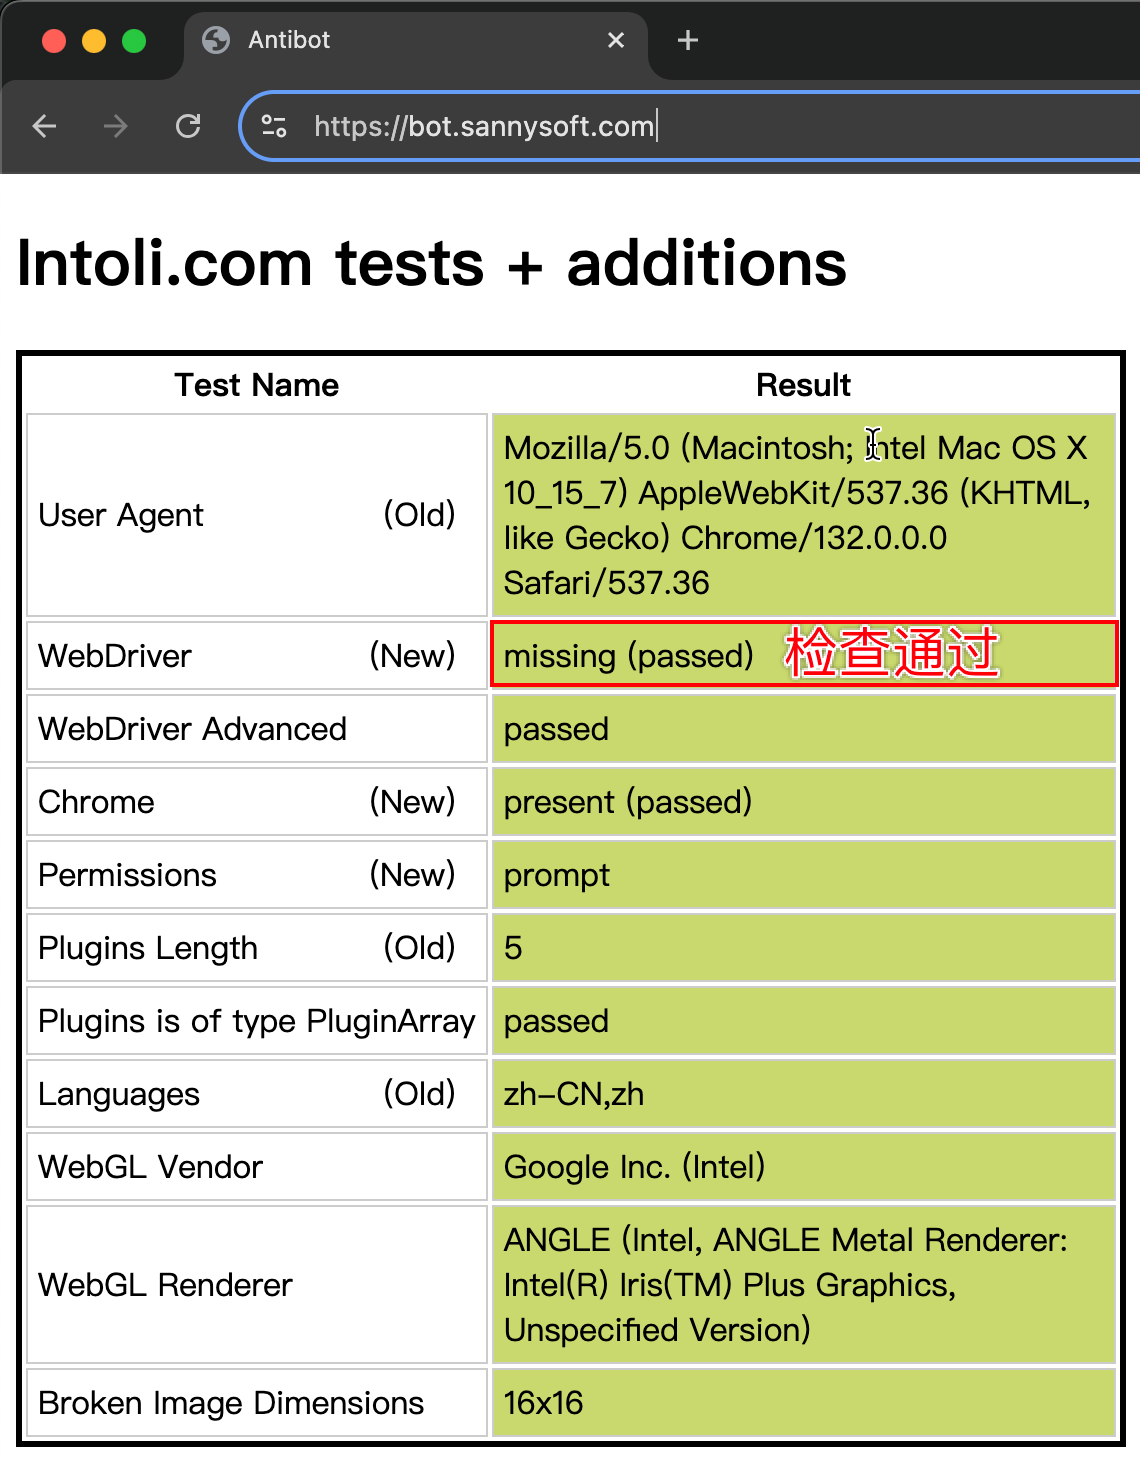 Antibot
https://bot.sannysoft.com
Intoli.com tests + additions
Test Name Result
User Agent (Old) Mozilla/5.0 (Macintosh; Intel Mac OS X
10_15_7) AppleWebKit/537.36 (KHTML,
like Gecko) Chrome/132.0.0.0
Safari/537.36
WebDriver (New) missing (passed) 检查通过
WebDriver Advanced passed
Chrome (New) present (passed)
Permissions (New) prompt
Plugins Length (Old) 5
Plugins is of type PluginArray passed
Languages (Old) zh-CN,zh
WebGL Vendor Google Inc. (Intel)
WebGL Renderer ANGLE (Intel, ANGLE Metal Renderer:
Intel(R) Iris(TM) Plus Graphics,
Unspecified Version)
Broken Image Dimensions 16x16